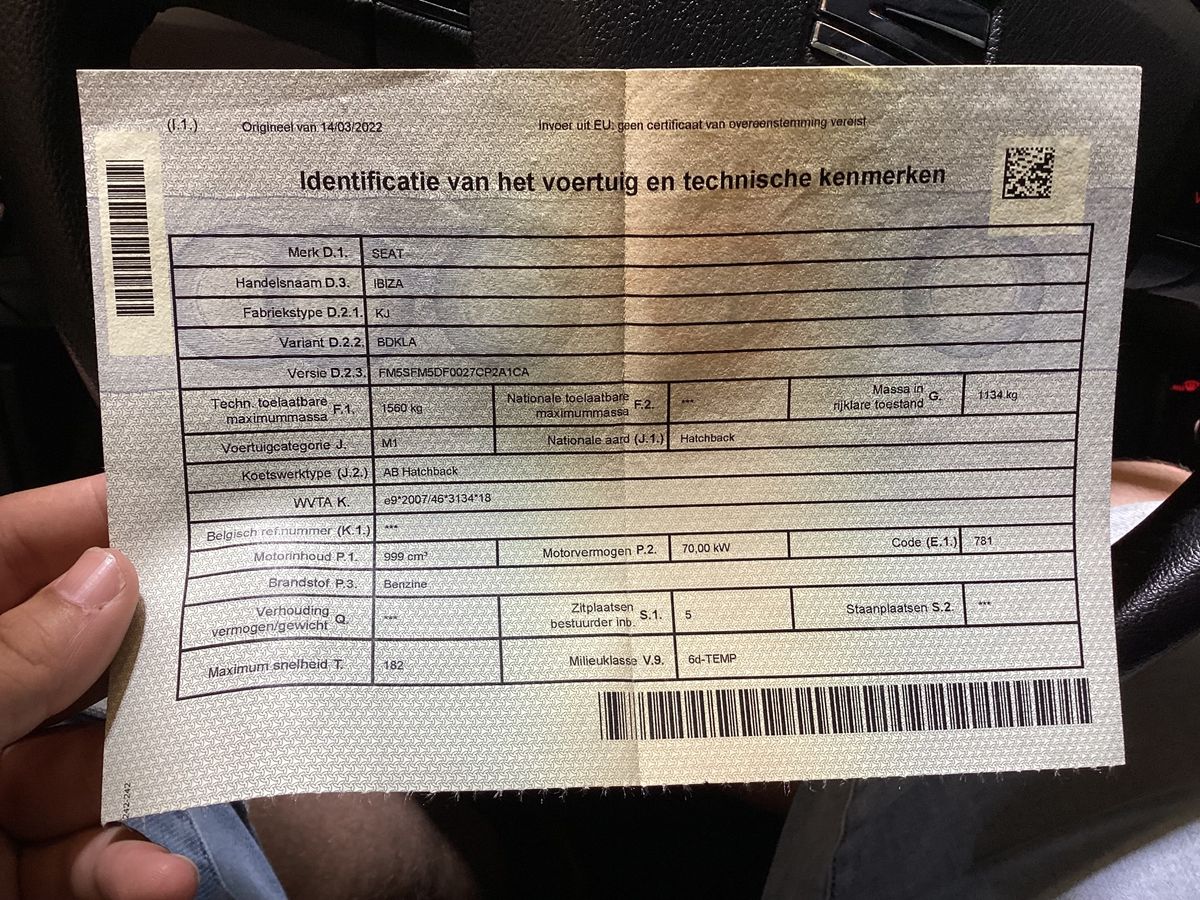 (I.1.) Origineel van 14/03/2022 Invoer uit EU: geen certificaat van overeenstemming vereist
Identificatie van het voertuig en technische kenmerken
Merk D.1. SEAT
Handelsnaam D.3. IBIZA
Fabriekstype D.2.1. KJ
Variant D.2.2. BDKLA
Versie D.2.3. FM5SFM5DF0027CP2A1CA
Techn. toelaatbare maximummassa F.1. 1560 kg Nationale toelaatbare maximummassa F.2. *** Massa in rijklare toestand G. 1134 kg
Voertuigcategorie J. M1 Nationale aard (J.1.) Hatchback
Koetswerktype (J.2.) AB Hatchback
WVTA K. e9*2007/46*3134*18
Belgisch ref.nummer (K.1.) ***
Motorinhoud P.1. 999 cm³ Motorvermogen P.2. 70,00 kW Code (E.1.) 781
Brandstof P.3. Benzine
Verhouding vermogen/gewicht Q. *** Zitplaatsen bestuurder inb. S.1. 5 Staanplaatsen S.2. ***
Maximum snelheid T. 182 Milieuklasse V.9. 6d-TEMP